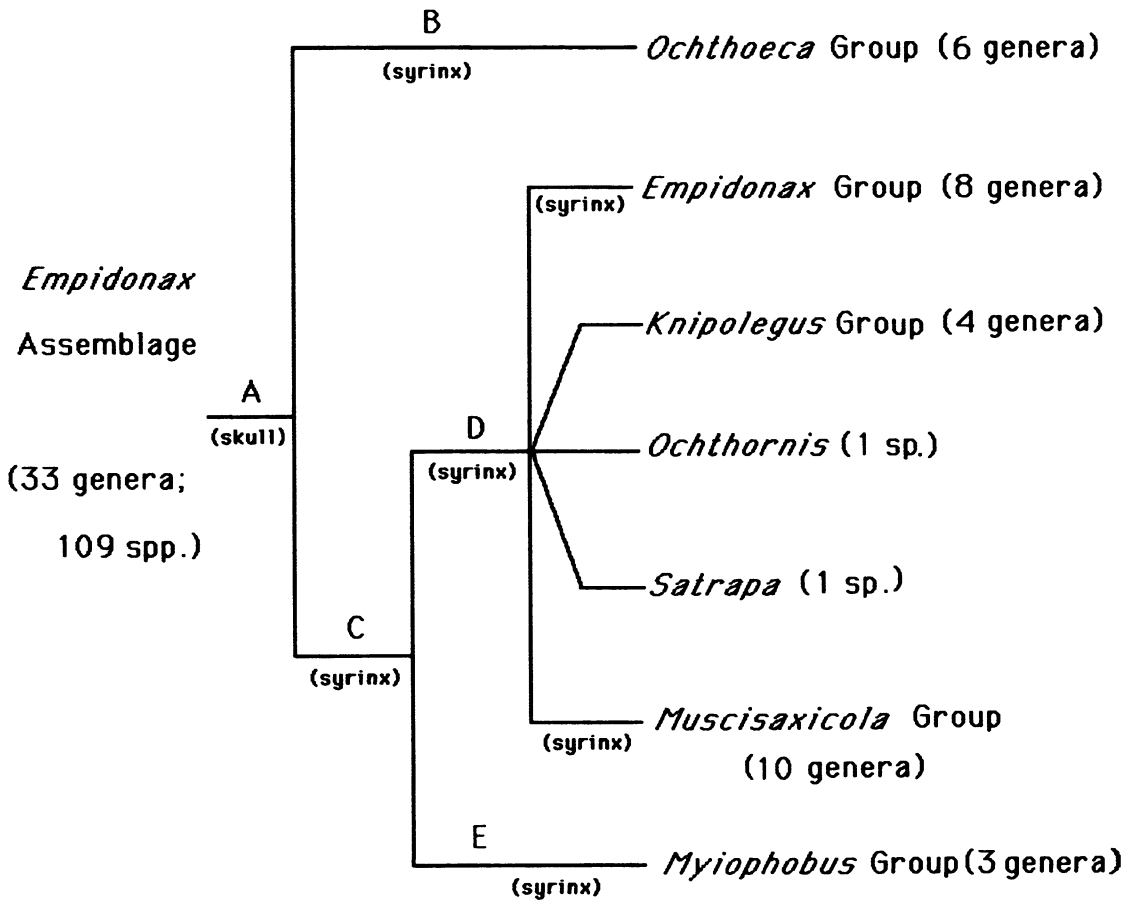 B
(syrinx)
Ochthoeca Group (6 genera)
(syrinx)
Empidonax Group (8 genera)
Empidonax
Assemblage
(33 genera;
109 spp.)
Knipolegus Group (4 genera)
A
(skull)
D
(syrinx)
Ochthornis (1 sp.)
Satrapa (1 sp.)
C
(syrinx)
(syrinx)
Muscisaxicola Group
(10 genera)
E
(syrinx)
Myiophobus Group(3 genera)